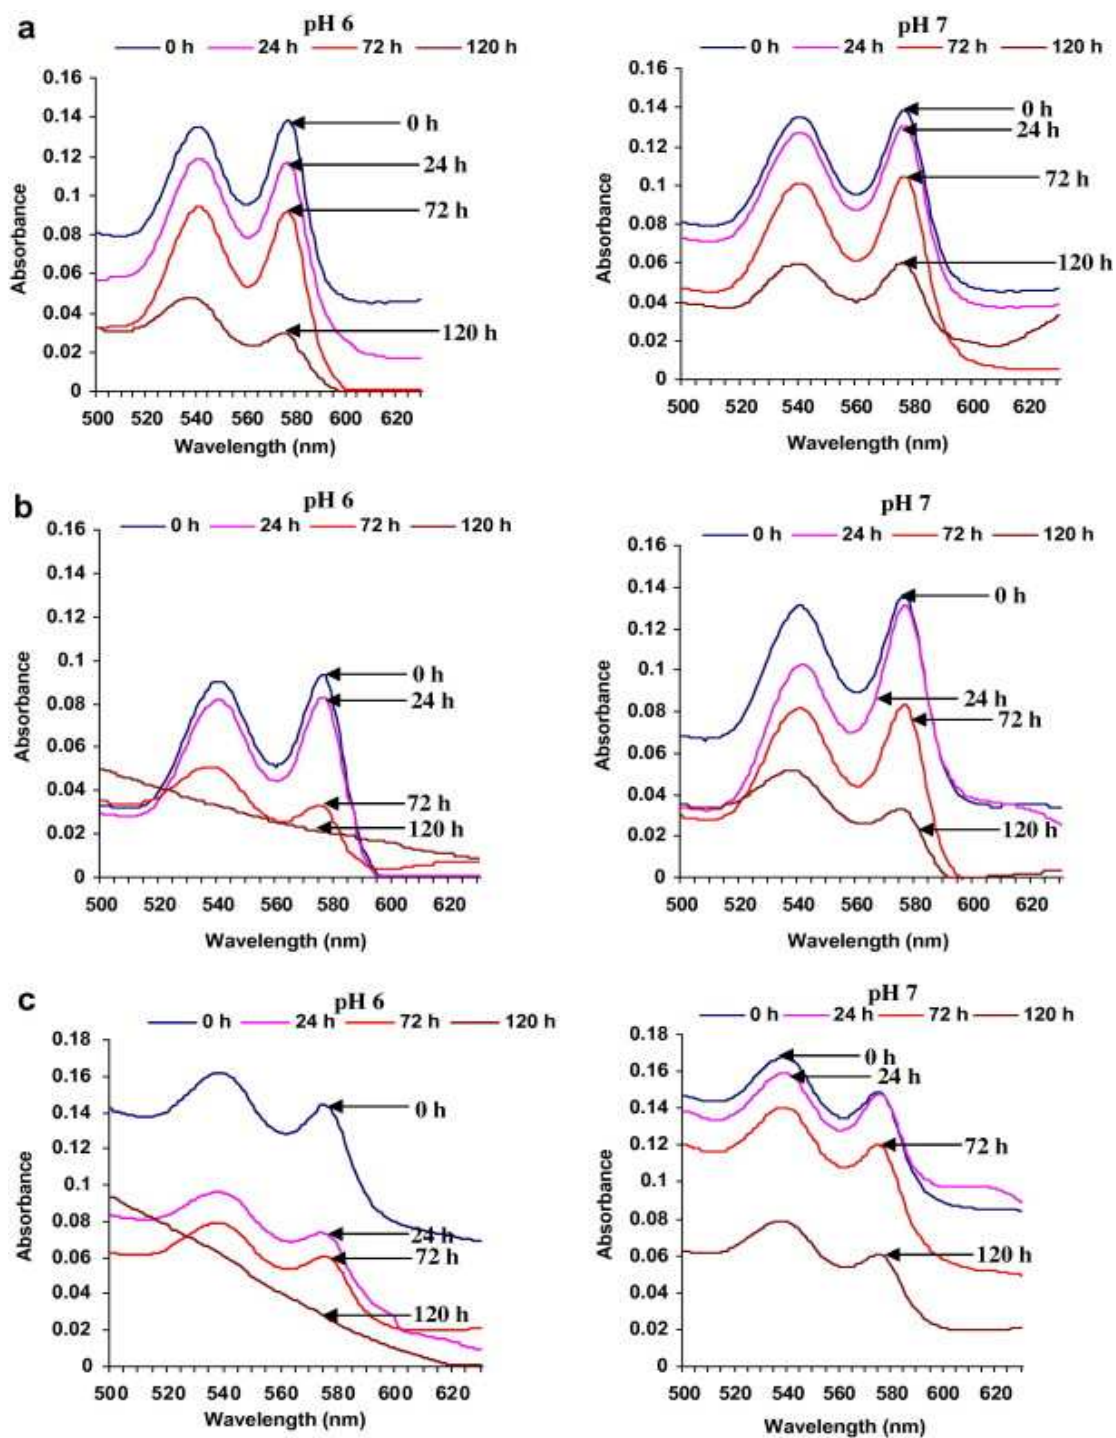 a
pH 6
0 h 24 h 72 h 120 h
0.16
0.14
0.12
0.1
0.08
0.06
0.04
0.02
0
Absorbance
0 h
24 h
72 h
120 h
500 520 540 560 580 600 620
Wavelength (nm)
pH 7
0 h 24 h 72 h 120 h
0.16
0.14
0.12
0.1
0.08
0.06
0.04
0.02
0
Absorbance
0 h
24 h
72 h
120 h
500 520 540 560 580 600 620
Wavelength (nm)
b
pH 6
0 h 24 h 72 h 120 h
0.16
0.14
0.12
0.1
0.08
0.06
0.04
0.02
0
Absorbance
0 h
24 h
72 h
120 h
500 520 540 560 580 600 620
Wavelength (nm)
pH 7
0 h 24 h 72 h 120 h
0.16
0.14
0.12
0.1
0.08
0.06
0.04
0.02
0
Absorbance
0 h
24 h
72 h
120 h
500 520 540 560 580 600 620
Wavelength (nm)
c
pH 6
0 h 24 h 72 h 120 h
0.18
0.16
0.14
0.12
0.1
0.08
0.06
0.04
0.02
0
Absorbance
0 h
24 h
72 h
120 h
500 520 540 560 580 600 620
Wavelength (nm)
pH 7
0 h 24 h 72 h 120 h
0.18
0.16
0.14
0.12
0.1
0.08
0.06
0.04
0.02
0
Absorbance
0 h
24 h
72 h
120 h
500 520 540 560 580 600 620
Wavelength (nm)